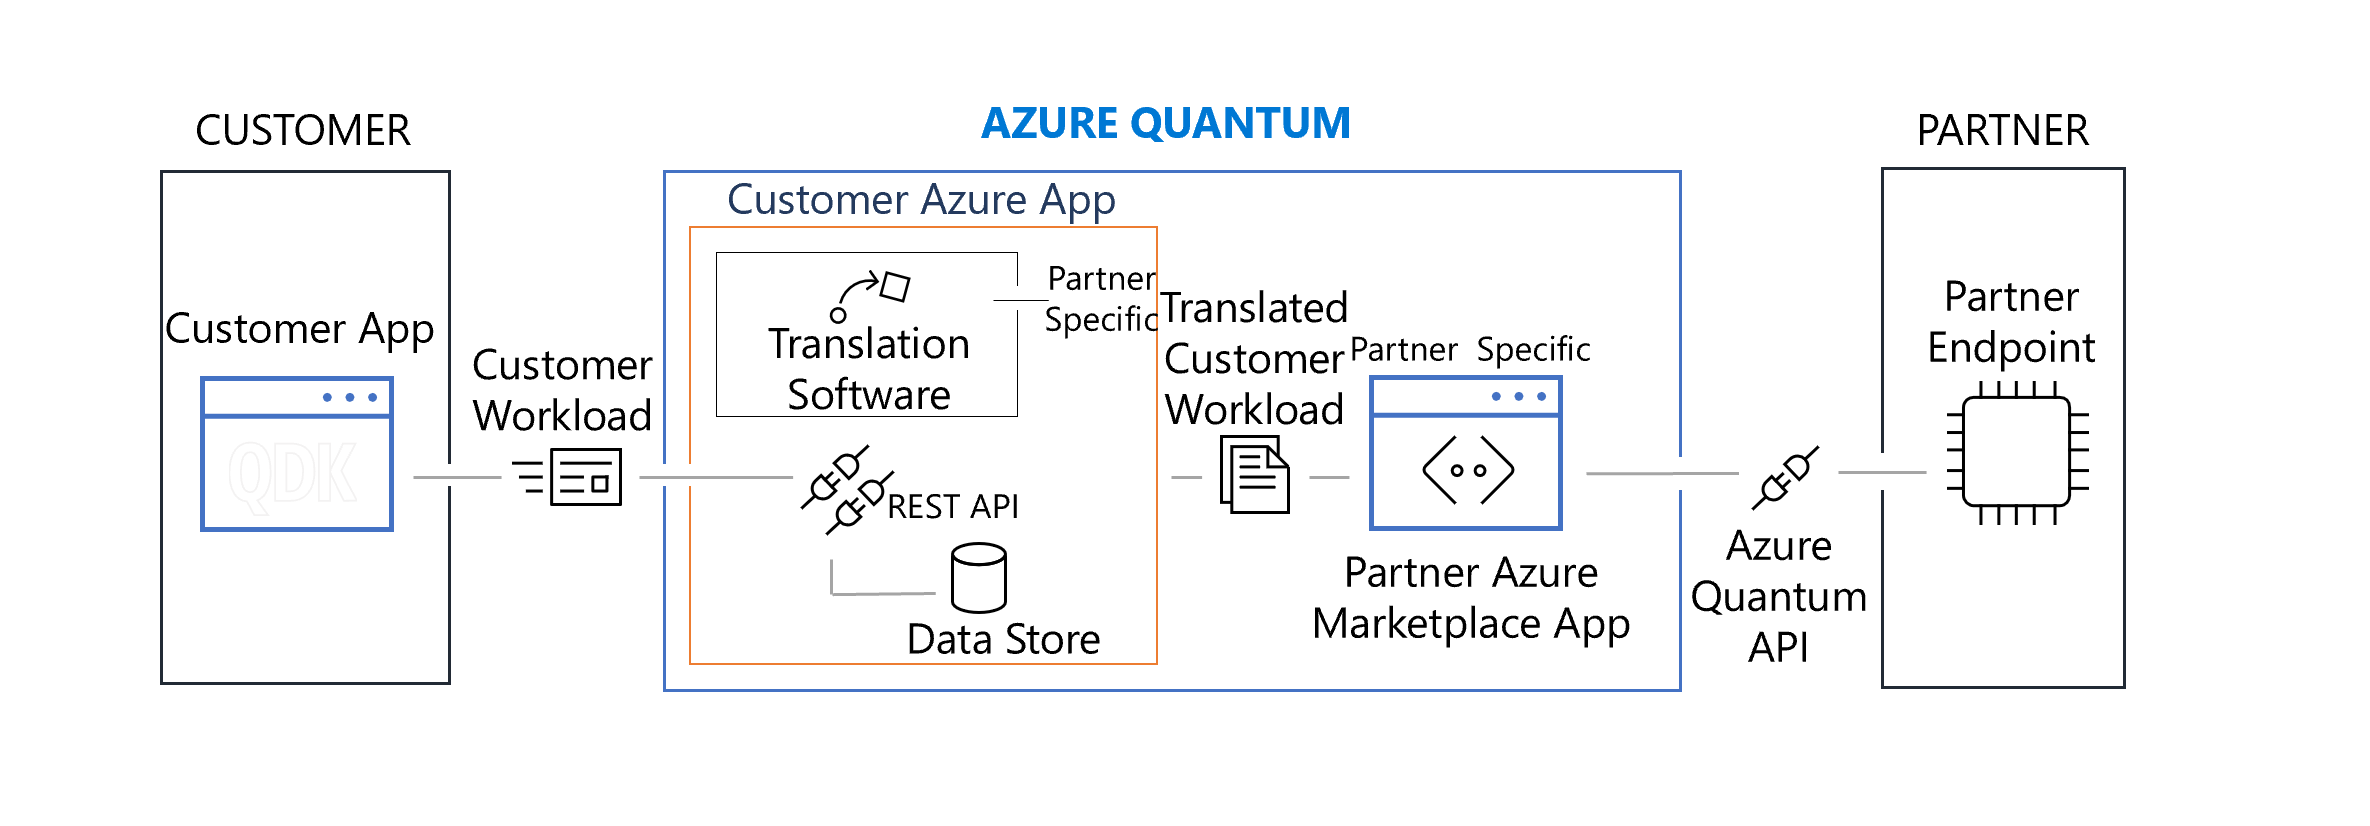 CUSTOMER
AZURE QUANTUM
PARTNER
Customer App
QDK
Customer
Workload
Customer Azure App
Translation
Software
Partner
Specific
REST API
Data Store
Translated
Customer
Workload
Partner Specific
Partner Azure
Marketplace App
Azure
Quantum
API
Partner
Endpoint